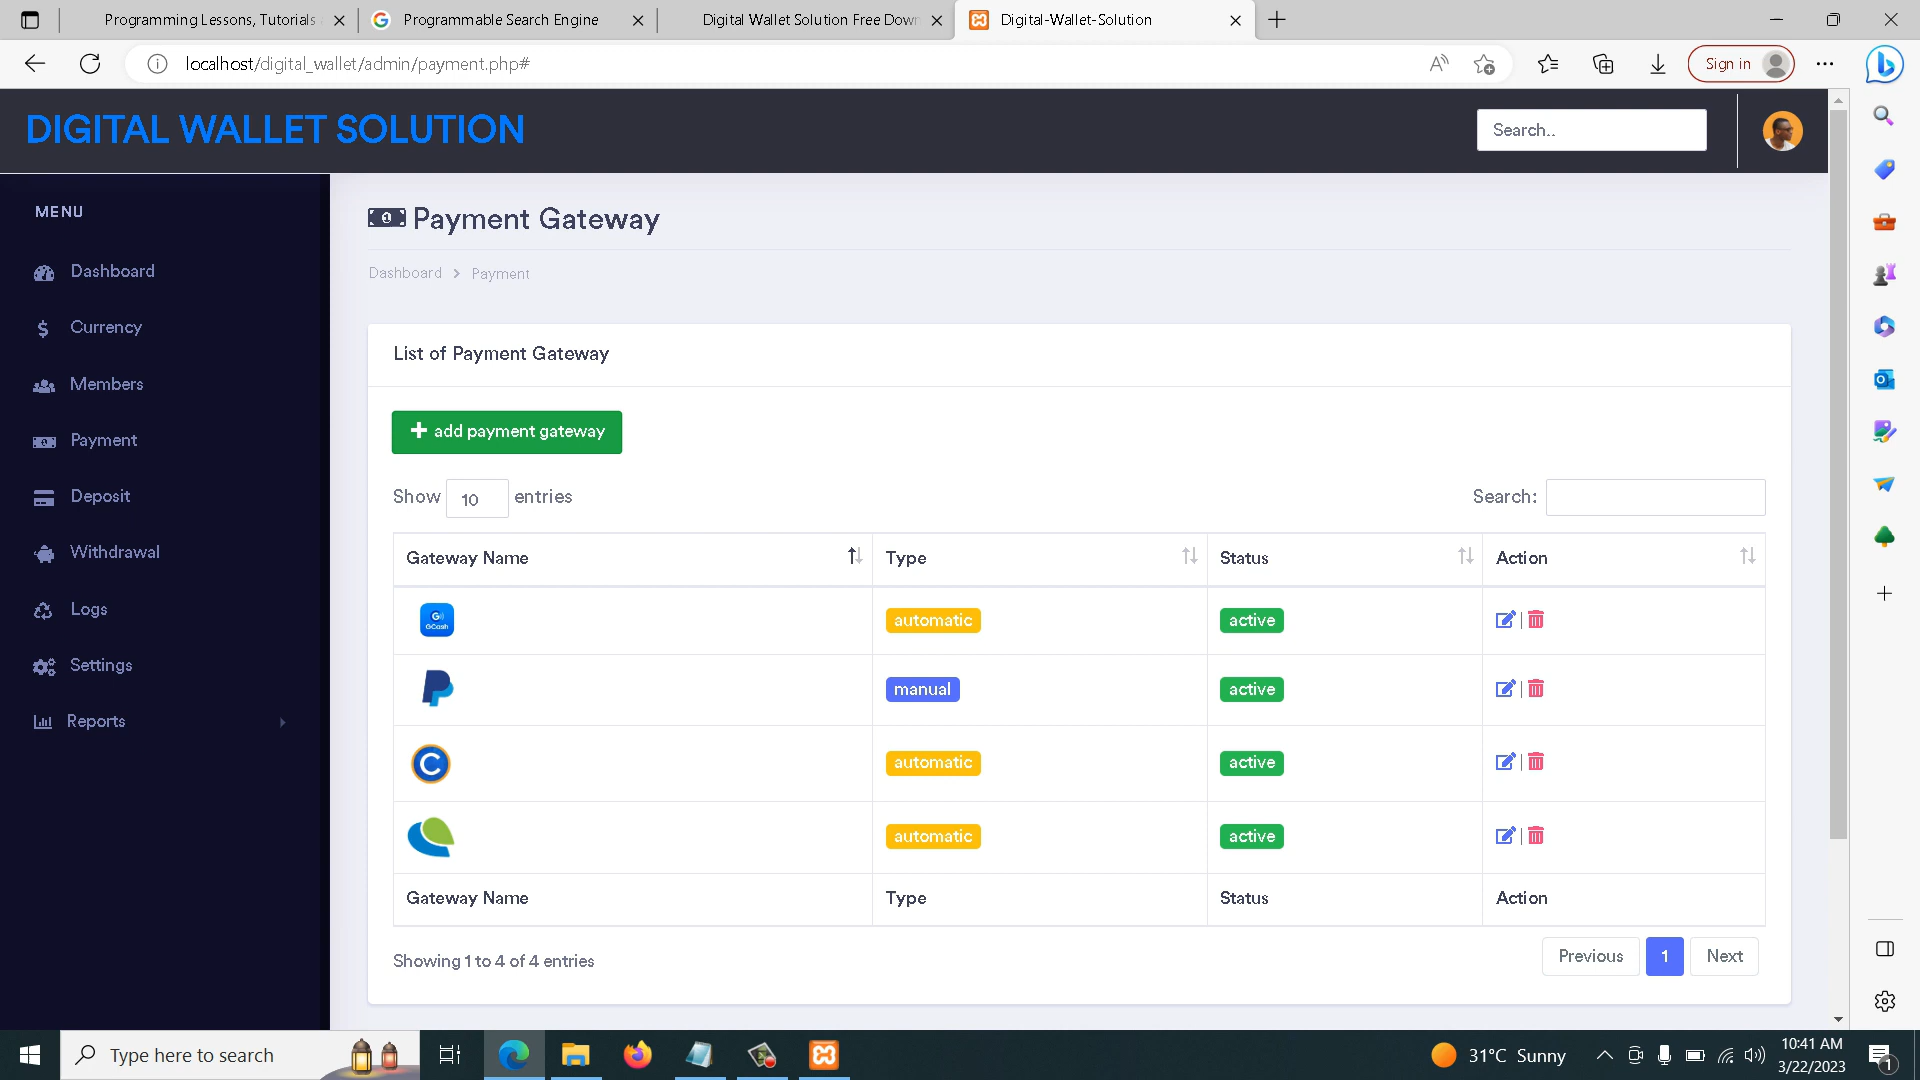 Programming Lessons, Tutorials
Programmable Search Engine
Digital Wallet Solution Free Down
Digital-Wallet-Solution
localhost/digital_wallet/admin/payment.php#
Sign in
DIGITAL WALLET SOLUTION
Search..
MENU
Dashboard
Currency
Members
Payment
Deposit
Withdrawal
Logs
Settings
Reports
Payment Gateway
Dashboard > Payment
List of Payment Gateway
add payment gateway
Show 10 entries
Search:
Gateway Name Type Status Action
GCash automatic active
manual active
automatic active
automatic active
Gateway Name Type Status Action
Showing 1 to 4 of 4 entries
Previous 1 Next
Type here to search
31°C Sunny
10:41 AM
3/22/2023
1